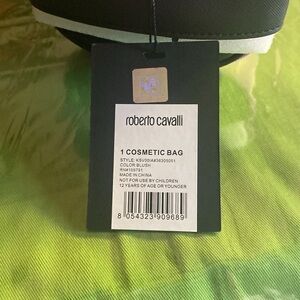 roberto cavalli
1 COSMETIC BAG
COLOR BLUSH
MADE IN CHINA
NOT FOR USE BY CHILDREN
12 YEARS OF AGE OR YOUNGER
8 054323 909689